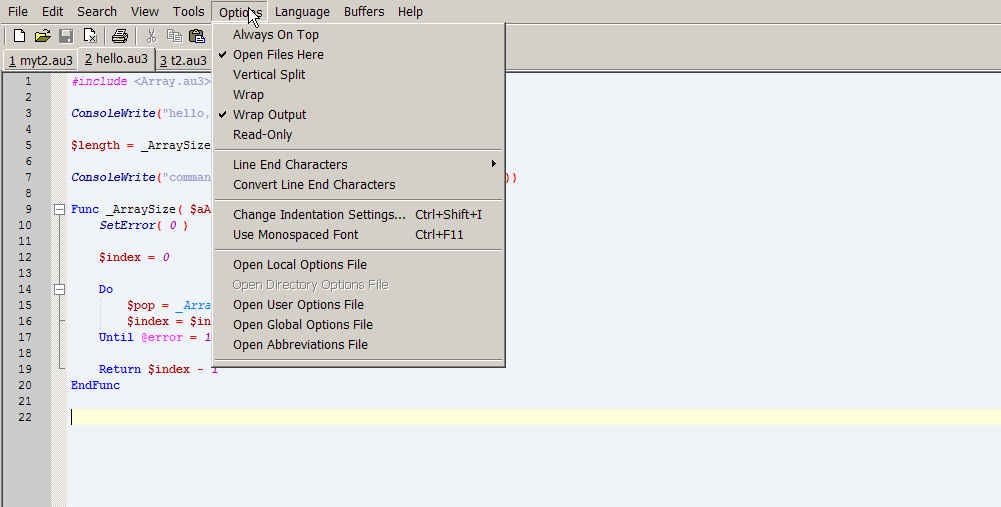 File Edit Search View Tools Options Language Buffers Help
1 myt2.au3 2 hello.au3 3 t2.au3
Always On Top
Open Files Here
Vertical Split
Wrap
Wrap Output
Read-Only
Line End Characters
Convert Line End Characters
Change Indentation Settings... Ctrl+Shift+I
Use Monospaced Font Ctrl+F11
Open Local Options File
Open Directory Options File
Open User Options File
Open Global Options File
Open Abbreviations File
1 #include <Array.au3>
2
3 ConsoleWrite("hello,
4
5 $length = _ArraySize
6
7 ConsoleWrite("comman ))
8
9 Func _ArraySize( $aA
10 SetError( 0 )
11
12 $index = 0
13
14 Do
15 $pop = _Arra
16 $index = $in
17 Until @error = 1
18
19 Return $index - 1
20 EndFunc
21
22